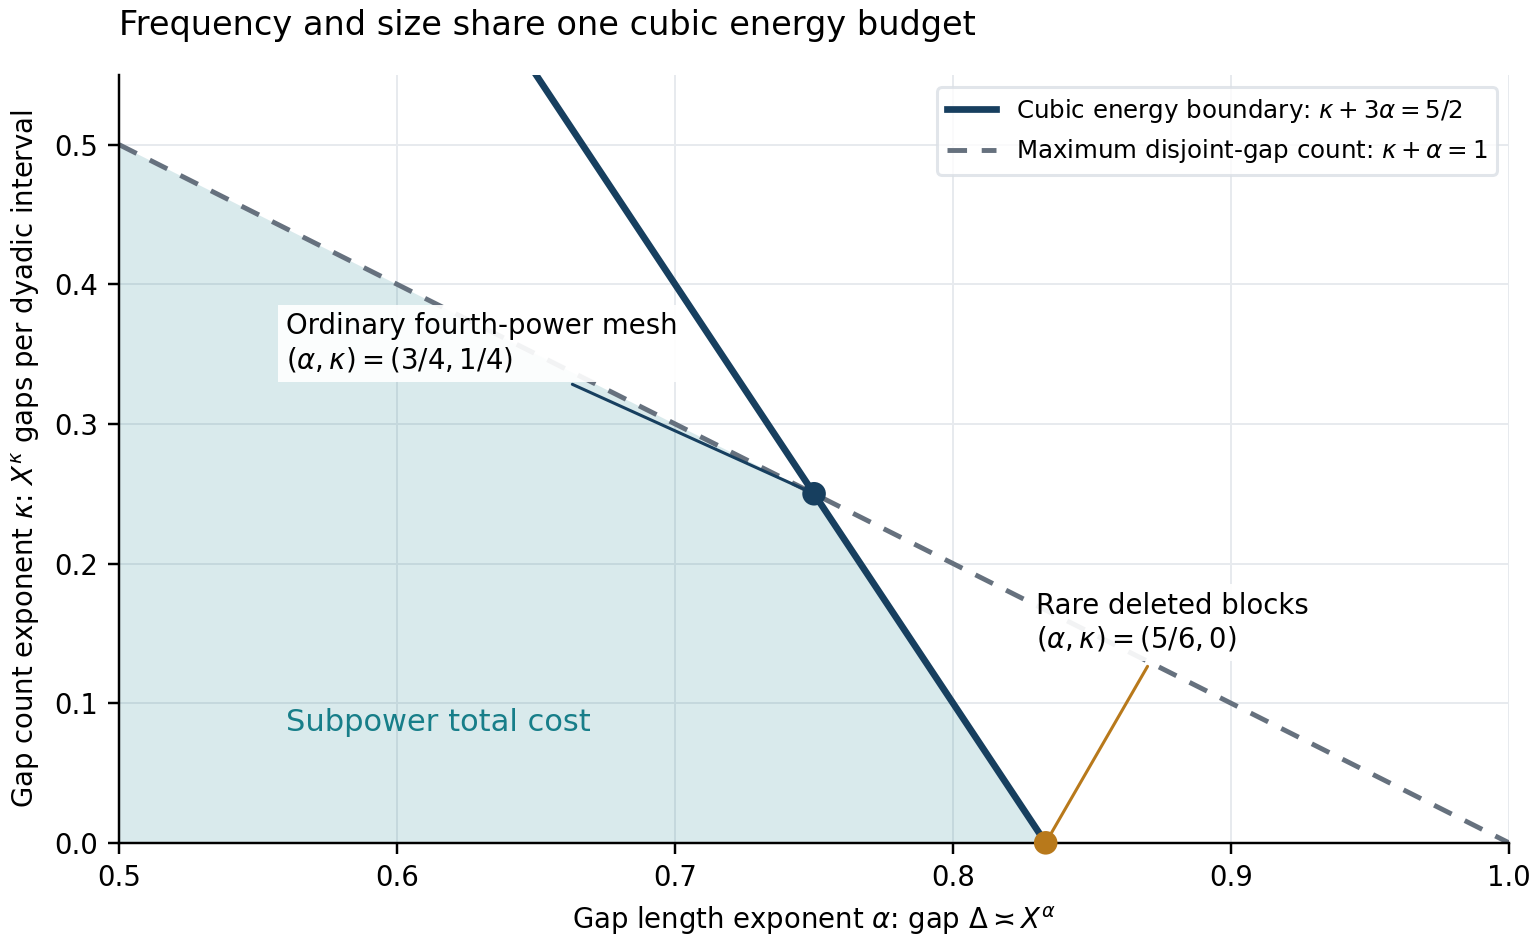 Frequency and size share one cubic energy budget
Cubic energy boundary: κ + 3α = 5/2
Maximum disjoint-gap count: κ + α = 1
Gap count exponent κ: X^κ gaps per dyadic interval
0.5
0.4
0.3
0.2
0.1
0.0
Ordinary fourth-power mesh
(α, κ) = (3/4, 1/4)
Rare deleted blocks
(α, κ) = (5/6, 0)
Subpower total cost
0.5 0.6 0.7 0.8 0.9 1.0
Gap length exponent α: gap Δ ≍ X^α